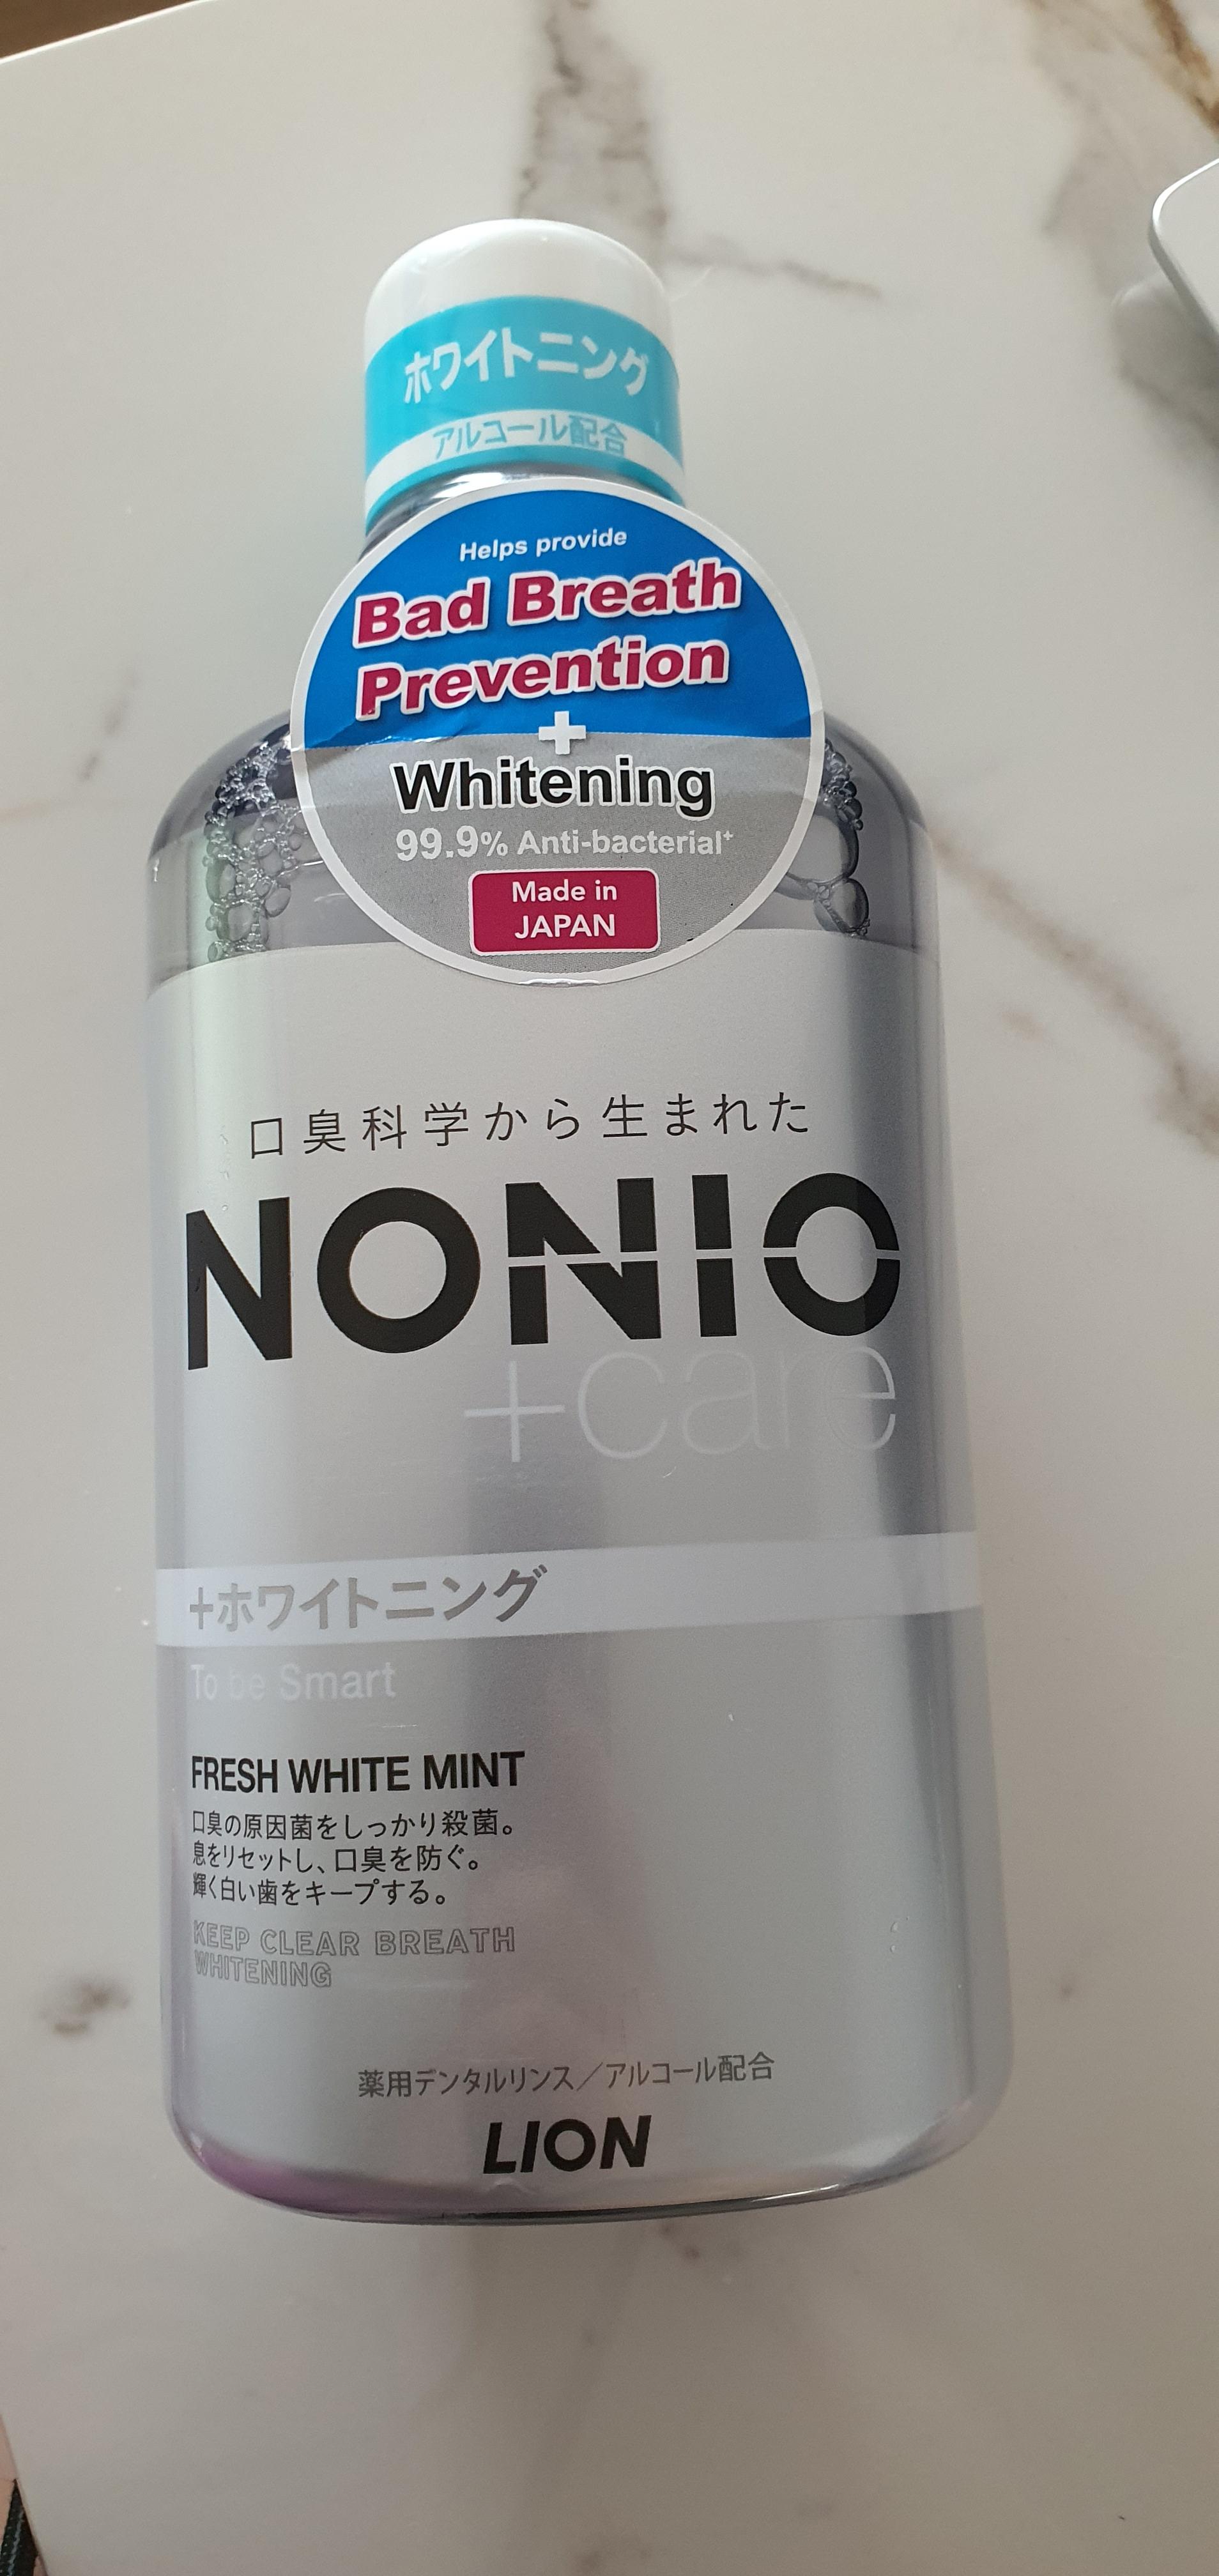 ホワイトニング
アルコール配合
Helps provide
Bad Breath
Prevention
+
Whitening
99.9% Anti-bacterial+
Made in
JAPAN
口臭科学から生まれた
NONIO
+care
+ホワイトニング
To be Smart
FRESH WHITE MINT
口臭の原因菌をしっかり殺菌。
息をリセットし、口臭を防ぐ。
輝く白い歯をキープする。
KEEP CLEAR BREATH
WHITENING
薬用デンタルリンス／アルコール配合
LION